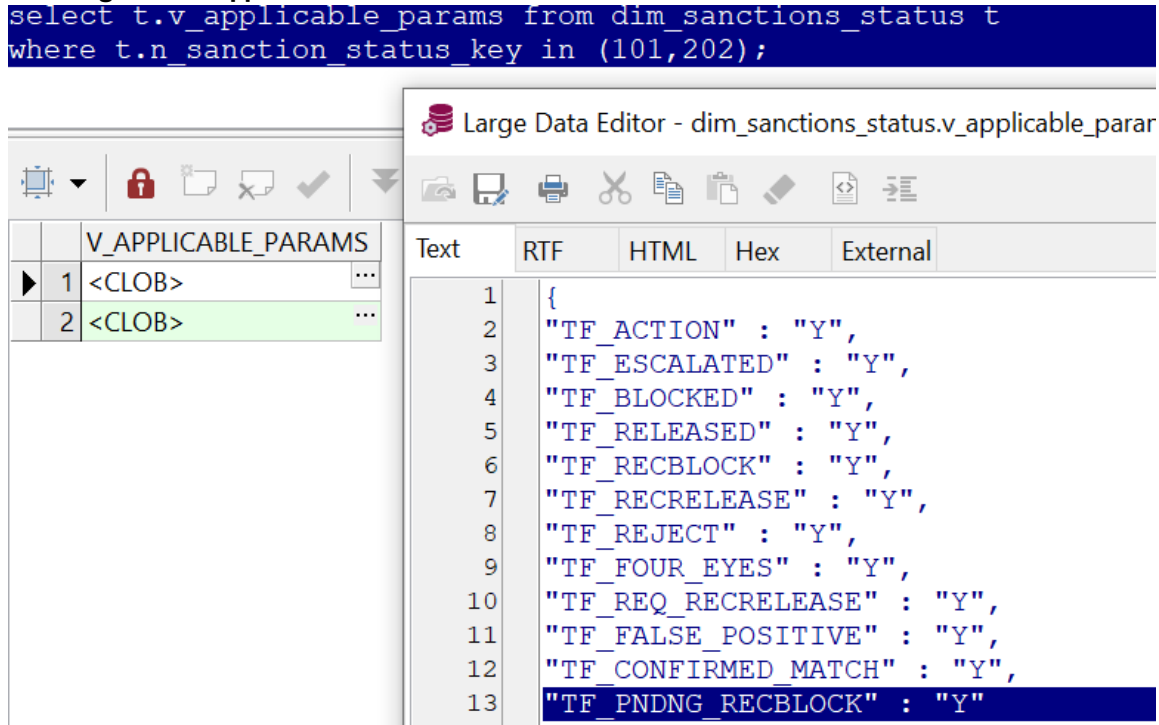 select t.v_applicable_params from dim_sanctions_status t
where t.n_sanction_status_key in (101,202);
Large Data Editor - dim_sanctions_status.v_applicable_param
V_APPLICABLE_PARAMS
1 <CLOB> ...
2 <CLOB> ...
Text RTF HTML Hex External
1 {
2 "TF_ACTION" : "Y",
3 "TF_ESCALATED" : "Y",
4 "TF_BLOCKED" : "Y",
5 "TF_RELEASED" : "Y",
6 "TF_RECBLOCK" : "Y",
7 "TF_RECRELEASE" : "Y",
8 "TF_REJECT" : "Y",
9 "TF_FOUR_EYES" : "Y",
10 "TF_REQ_RECRELEASE" : "Y",
11 "TF_FALSE_POSITIVE" : "Y",
12 "TF_CONFIRMED_MATCH" : "Y",
13 "TF_PNDNG_RECBLOCK" : "Y"